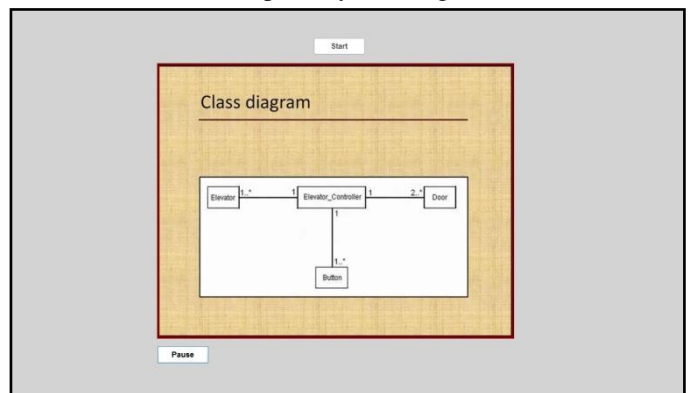 Start
Class diagram
Elevator 1..* 1 Elevator_Controller 1 2..* Door
1
1..*
Button
Pause